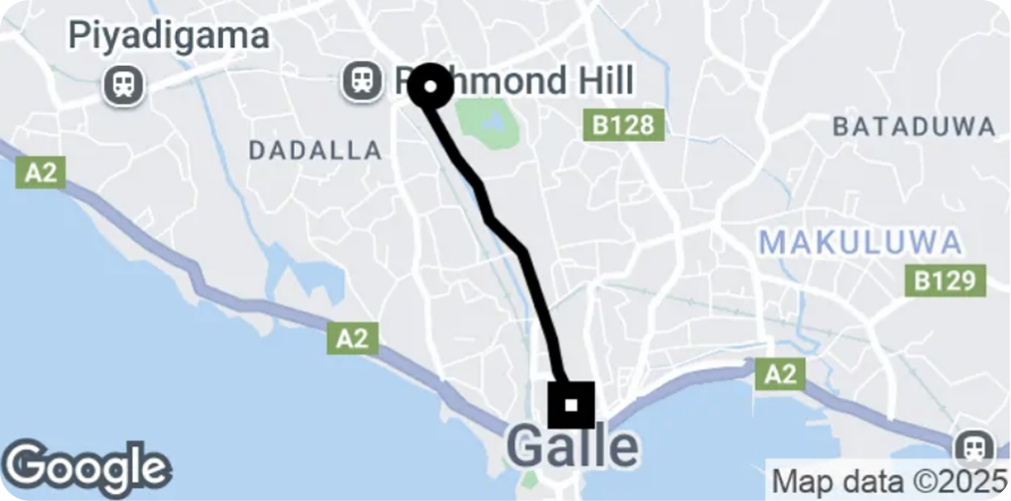 Piyadigama
Richmond Hill
B128
BATADUWA
DADALLA
A2
MAKULUWA
B129
A2
A2
Galle
Google
Map data ©2025